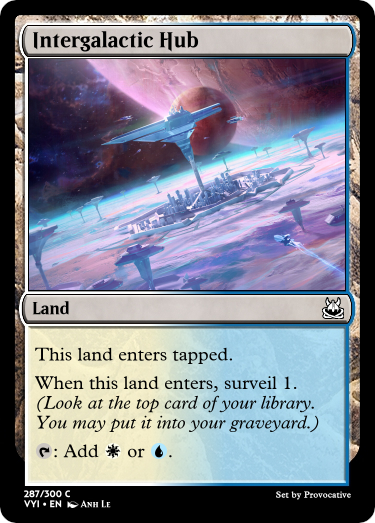 Intergalactic Hub
Land
This land enters tapped.
When this land enters, surveil 1.
(Look at the top card of your library.
You may put it into your graveyard.)
: Add or .
287/300 C
VYI • EN Anh Le
Set by Provocative